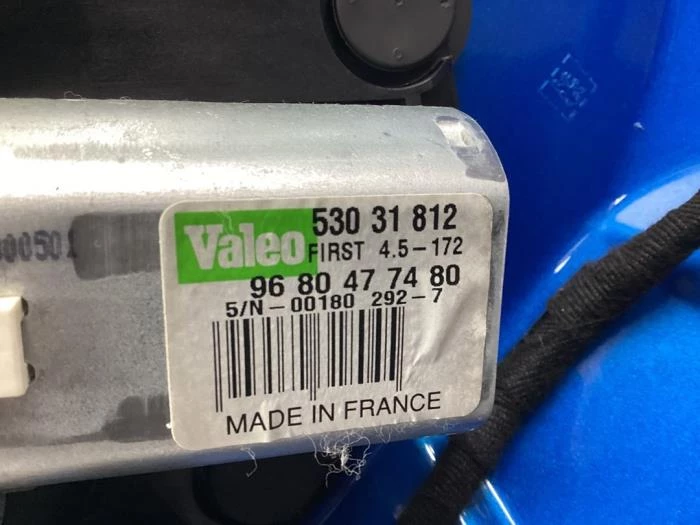 Valeo
530 31 812
FIRST 4.5-172
96 80 47 74 80
S/N-00180 292-7
MADE IN FRANCE
00501